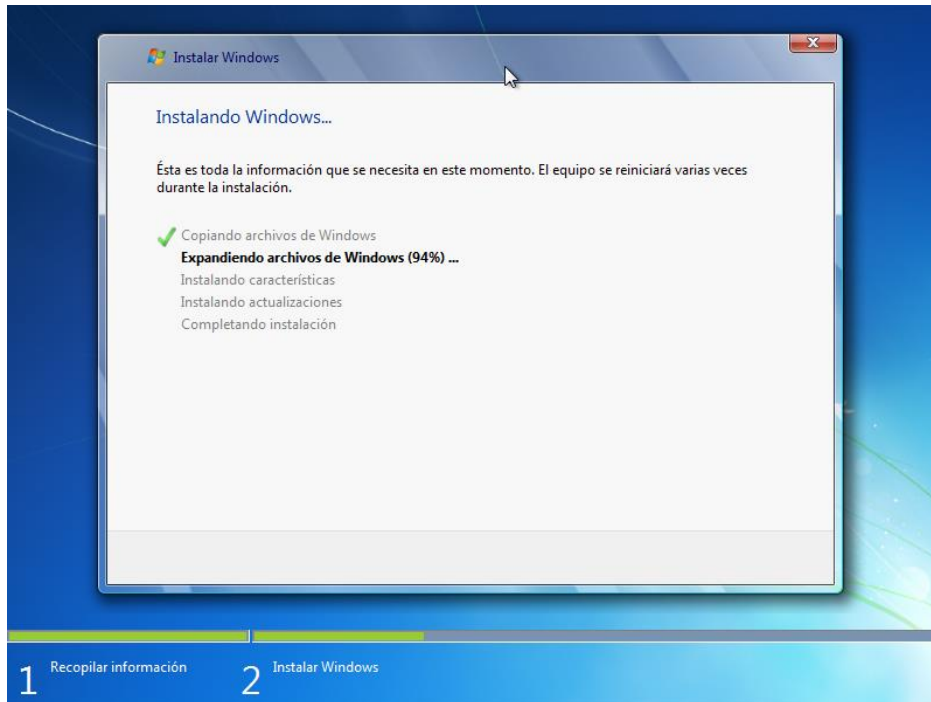 Instalar Windows
Instalando Windows...
Ésta es toda la información que se necesita en este momento. El equipo se reiniciará varias veces
durante la instalación.
Copiando archivos de Windows
Expandiendo archivos de Windows (94%) ...
Instalando características
Instalando actualizaciones
Completando instalación
1 Recopilar información
2 Instalar Windows